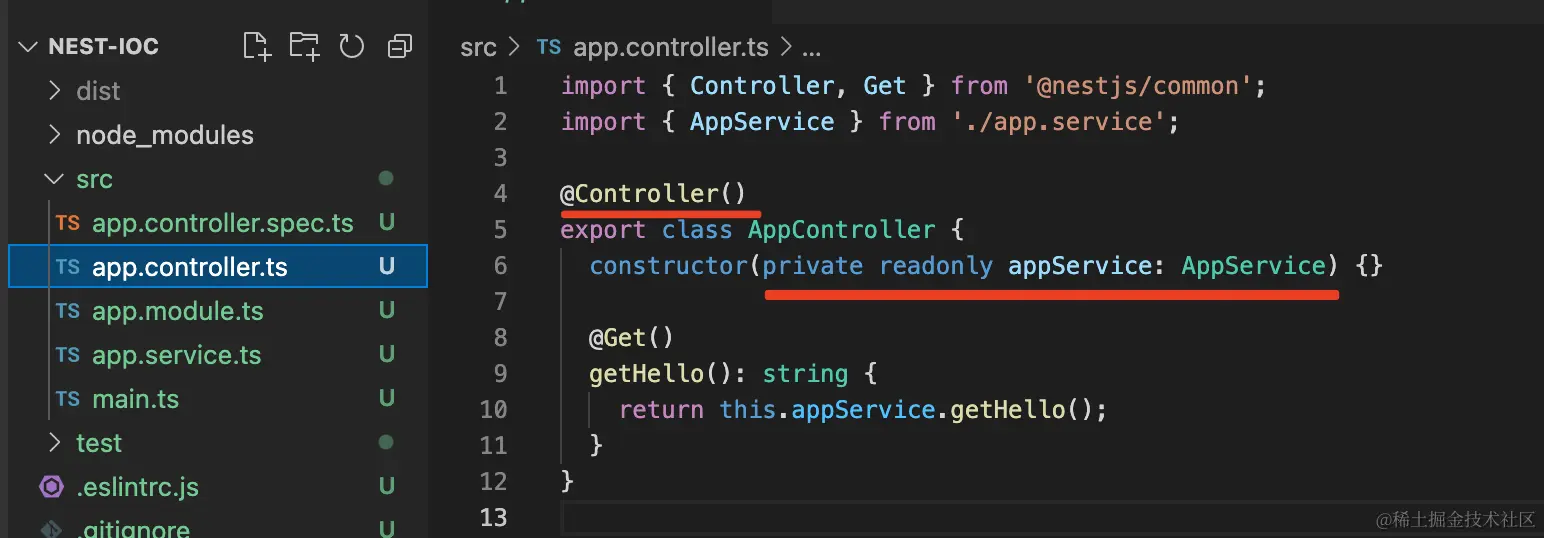 NEST-IOC
dist
node_modules
src
TS app.controller.spec.ts U
TS app.controller.ts U
TS app.module.ts U
TS app.service.ts U
TS main.ts U
test
.eslintrc.js U
.gitignore U
src > TS app.controller.ts > ...
1 import { Controller, Get } from '@nestjs/common';
2 import { AppService } from './app.service';
3
4 @Controller()
5 export class AppController {
6 constructor(private readonly appService: AppService) {}
7
8 @Get()
9 getHello(): string {
10 return this.appService.getHello();
11 }
12 }
13
@稀土掘金技术社区